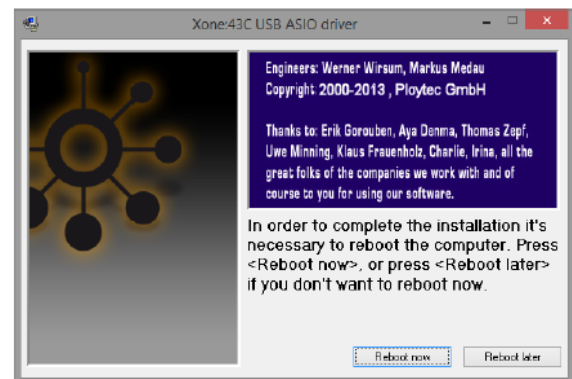 Xone:43C USB ASIO driver
Engineers: Werner Wirsum, Markus Medau
Copyright 2000-2013 , Ploytec GmbH
Thanks to: Erik Gorouben, Aya Denma, Thomas Zepf,
Uwe Minning, Klaus Frauenholz, Charlie, Irina, all the
great folks of the companies we work with and of
course to you for using our software.
In order to complete the installation it's
necessary to reboot the computer. Press
<Reboot now>, or press <Reboot later>
if you don't want to reboot now.
Reboot now
Reboot later